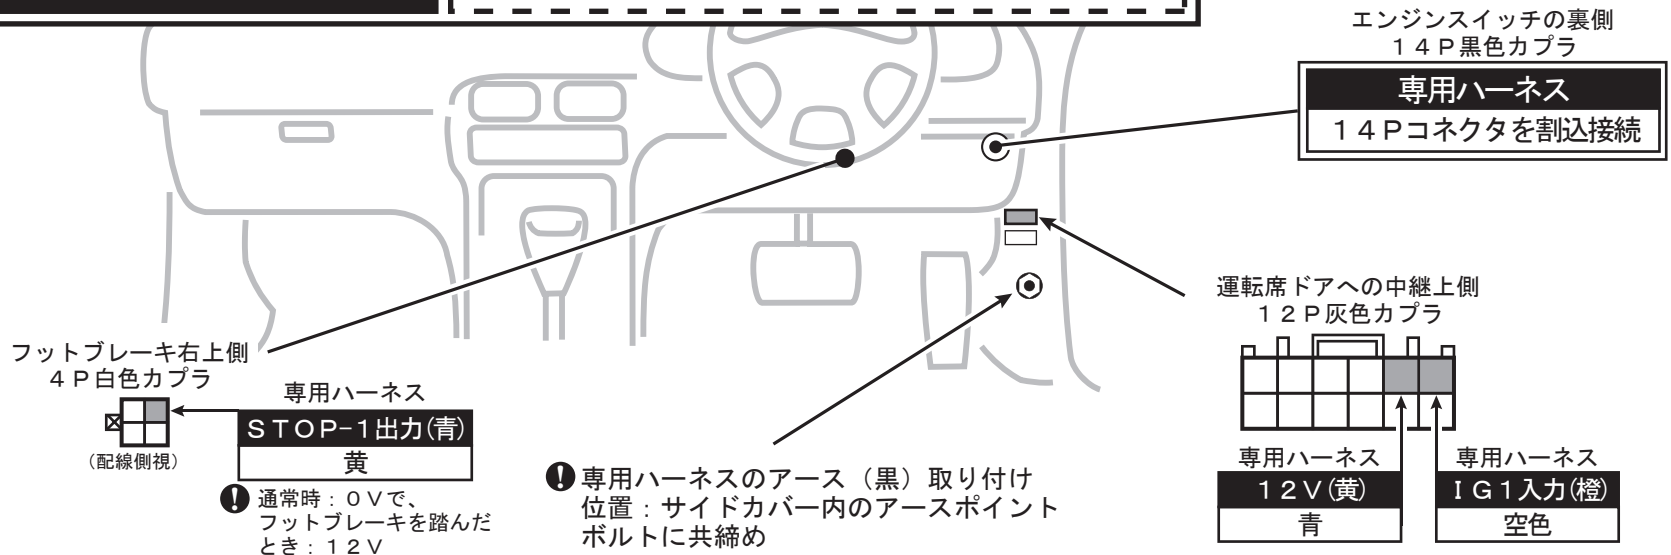 エンジンスイッチの裏側
１４Ｐ黒色カプラ
専用ハーネス
１４Ｐコネクタを割込接続
運転席ドアへの中継上側
１２Ｐ灰色カプラ
専用ハーネス
１２Ｖ(黄)
青
専用ハーネス
ＩＧ１入力(橙)
空色
フットブレーキ右上側
４Ｐ白色カプラ
(配線側視)
専用ハーネス
ＳＴＯＰ−１出力(青)
黄
! 通常時：０Ｖで、
フットブレーキを踏んだ
とき：１２Ｖ
! 専用ハーネスのアース（黒）取り付け
位置：サイドカバー内のアースポイント
ボルトに共締め